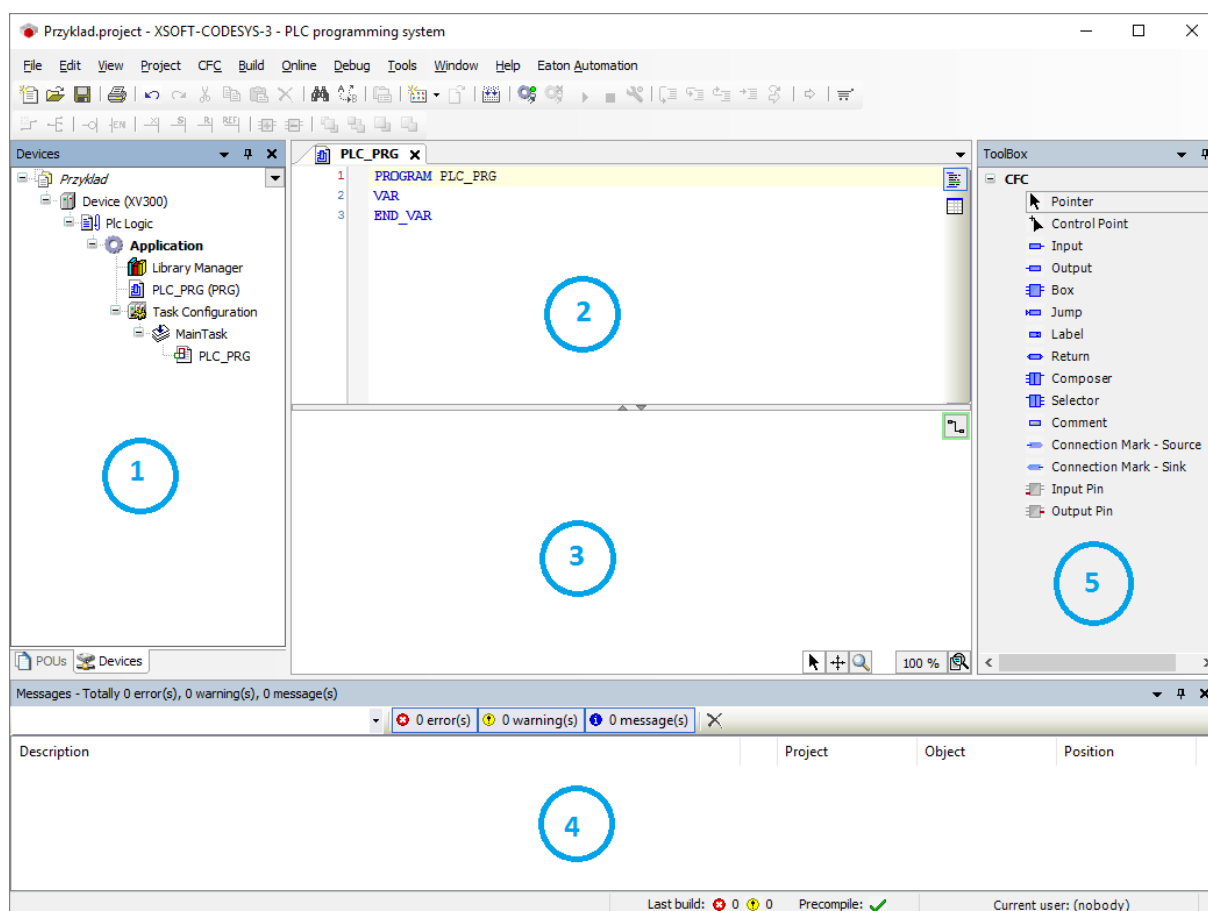 Przyklad.project - XSOFT-CODESYS-3 - PLC programming system
File Edit View Project CFC Build Online Debug Tools Window Help Eaton Automation
Devices
Przyklad
Device (XV300)
Plc Logic
Application
Library Manager
PLC_PRG (PRG)
Task Configuration
MainTask
PLC_PRG
1
POUs Devices
PLC_PRG
1 PROGRAM PLC_PRG
2 VAR
3 END_VAR
2
3
100 %
ToolBox
CFC
Pointer
Control Point
Input
Output
Box
Jump
Label
Return
Composer
Selector
Comment
Connection Mark - Source
Connection Mark - Sink
Input Pin
Output Pin
5
Messages - Totally 0 error(s), 0 warning(s), 0 message(s)
0 error(s) 0 warning(s) 0 message(s)
Description Project Object Position
4
Last build: 0 0 Precompile: Current user: (nobody)